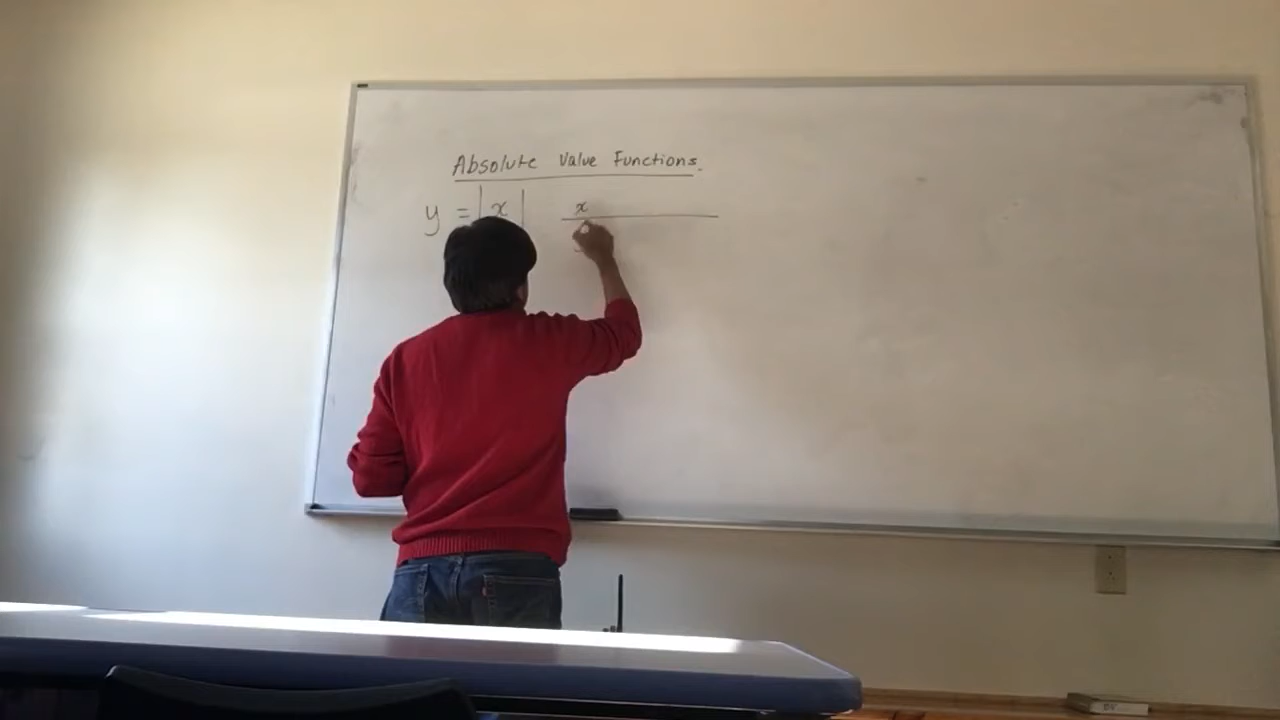 Absolute Value Functions.
y = |x| x